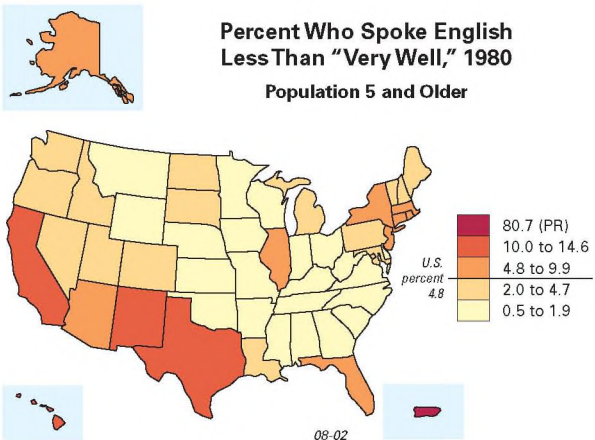 Percent Who Spoke English
Less Than “Very Well,” 1980
Population 5 and Older
80.7 (PR)
10.0 to 14.6
4.8 to 9.9
U.S.
percent
4.8
2.0 to 4.7
0.5 to 1.9
08-02